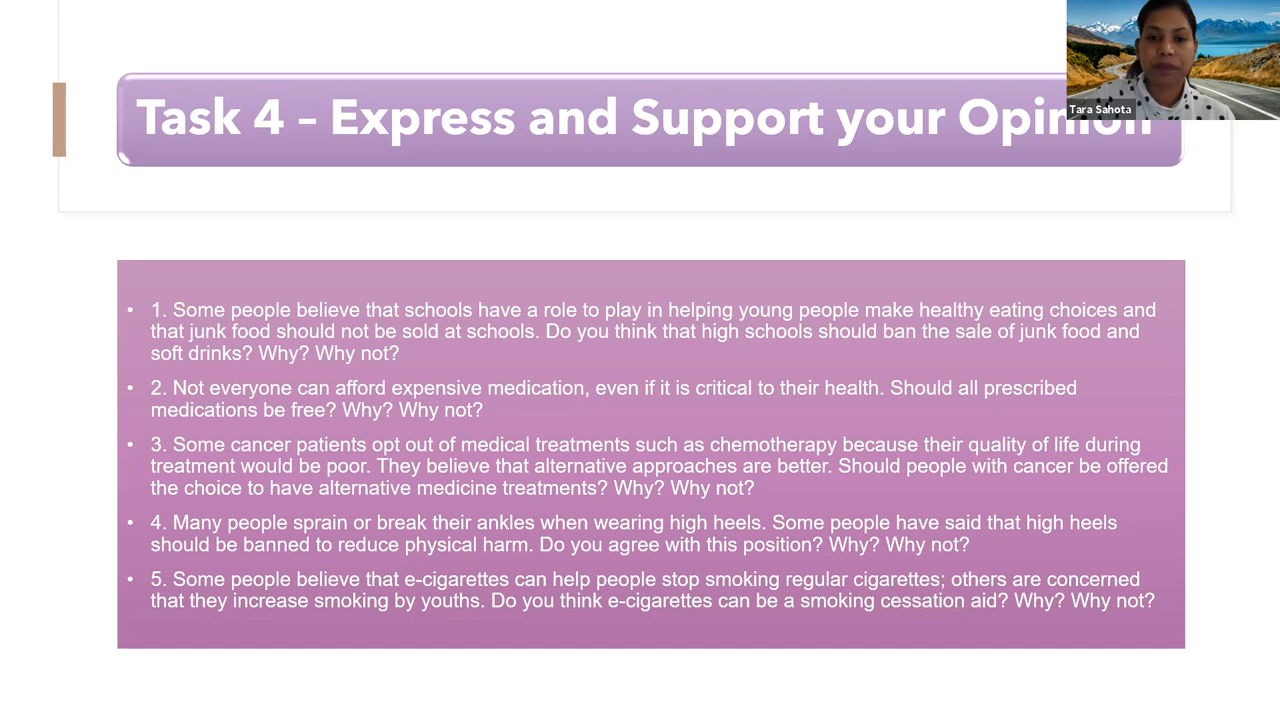 Task 4 – Express and Support your Opinion
Tara Sahota
• 1. Some people believe that schools have a role to play in helping young people make healthy eating choices and
that junk food should not be sold at schools. Do you think that high schools should ban the sale of junk food and
soft drinks? Why? Why not?
• 2. Not everyone can afford expensive medication, even if it is critical to their health. Should all prescribed
medications be free? Why? Why not?
• 3. Some cancer patients opt out of medical treatments such as chemotherapy because their quality of life during
treatment would be poor. They believe that alternative approaches are better. Should people with cancer be offered
the choice to have alternative medicine treatments? Why? Why not?
• 4. Many people sprain or break their ankles when wearing high heels. Some people have said that high heels
should be banned to reduce physical harm. Do you agree with this position? Why? Why not?
• 5. Some people believe that e-cigarettes can help people stop smoking regular cigarettes; others are concerned
that they increase smoking by youths. Do you think e-cigarettes can be a smoking cessation aid? Why? Why not?